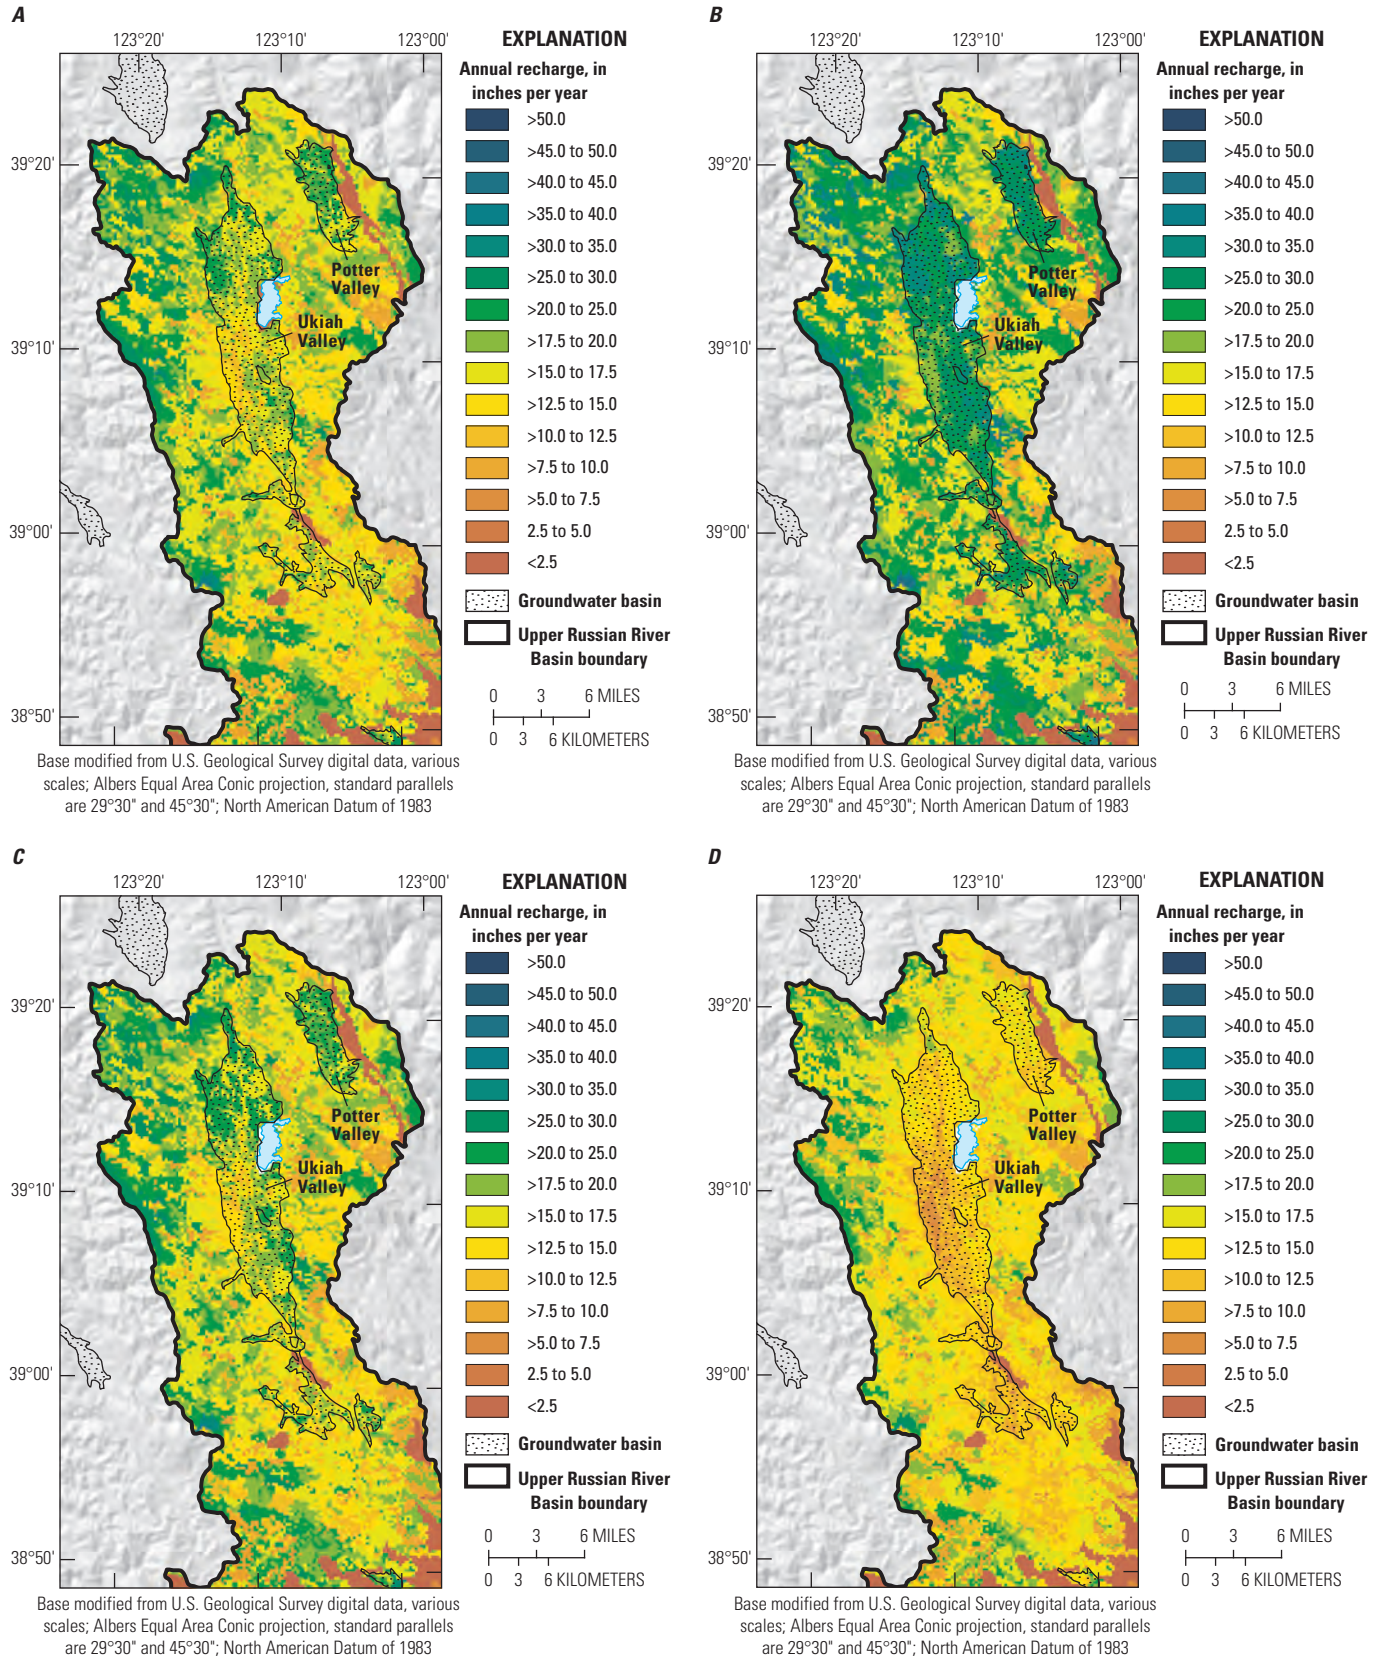 A
123°20'
123°10'
123°00'
39°20'
39°10'
39°00'
38°50'
Potter
Valley
Ukiah
Valley
EXPLANATION
Annual recharge, in
inches per year
>50.0
>45.0 to 50.0
>40.0 to 45.0
>35.0 to 40.0
>30.0 to 35.0
>25.0 to 30.0
>20.0 to 25.0
>17.5 to 20.0
>15.0 to 17.5
>12.5 to 15.0
>10.0 to 12.5
>7.5 to 10.0
>5.0 to 7.5
2.5 to 5.0
<2.5
Groundwater basin
Upper Russian River
Basin boundary
0 3 6 MILES
0 3 6 KILOMETERS
Base modified from U.S. Geological Survey digital data, various
scales; Albers Equal Area Conic projection, standard parallels
are 29°30" and 45°30"; North American Datum of 1983
B
123°20'
123°10'
123°00'
39°20'
39°10'
39°00'
38°50'
Potter
Valley
Ukiah
Valley
EXPLANATION
Annual recharge, in
inches per year
>50.0
>45.0 to 50.0
>40.0 to 45.0
>35.0 to 40.0
>30.0 to 35.0
>25.0 to 30.0
>20.0 to 25.0
>17.5 to 20.0
>15.0 to 17.5
>12.5 to 15.0
>10.0 to 12.5
>7.5 to 10.0
>5.0 to 7.5
2.5 to 5.0
<2.5
Groundwater basin
Upper Russian River
Basin boundary
0 3 6 MILES
0 3 6 KILOMETERS
Base modified from U.S. Geological Survey digital data, various
scales; Albers Equal Area Conic projection, standard parallels
are 29°30" and 45°30"; North American Datum of 1983
C
123°20'
123°10'
123°00'
39°20'
39°10'
39°00'
38°50'
Potter
Valley
Ukiah
Valley
EXPLANATION
Annual recharge, in
inches per year
>50.0
>45.0 to 50.0
>40.0 to 45.0
>35.0 to 40.0
>30.0 to 35.0
>25.0 to 30.0
>20.0 to 25.0
>17.5 to 20.0
>15.0 to 17.5
>12.5 to 15.0
>10.0 to 12.5
>7.5 to 10.0
>5.0 to 7.5
2.5 to 5.0
<2.5
Groundwater basin
Upper Russian River
Basin boundary
0 3 6 MILES
0 3 6 KILOMETERS
Base modified from U.S. Geological Survey digital data, various
scales; Albers Equal Area Conic projection, standard parallels
are 29°30" and 45°30"; North American Datum of 1983
D
123°20'
123°10'
123°00'
39°20'
39°10'
39°00'
38°50'
Potter
Valley
Ukiah
Valley
EXPLANATION
Annual recharge, in
inches per year
>50.0
>45.0 to 50.0
>40.0 to 45.0
>35.0 to 40.0
>30.0 to 35.0
>25.0 to 30.0
>20.0 to 25.0
>17.5 to 20.0
>15.0 to 17.5
>12.5 to 15.0
>10.0 to 12.5
>7.5 to 10.0
>5.0 to 7.5
2.5 to 5.0
<2.5
Groundwater basin
Upper Russian River
Basin boundary
0 3 6 MILES
0 3 6 KILOMETERS
Base modified from U.S. Geological Survey digital data, various
scales; Albers Equal Area Conic projection, standard parallels
are 29°30" and 45°30"; North American Datum of 1983